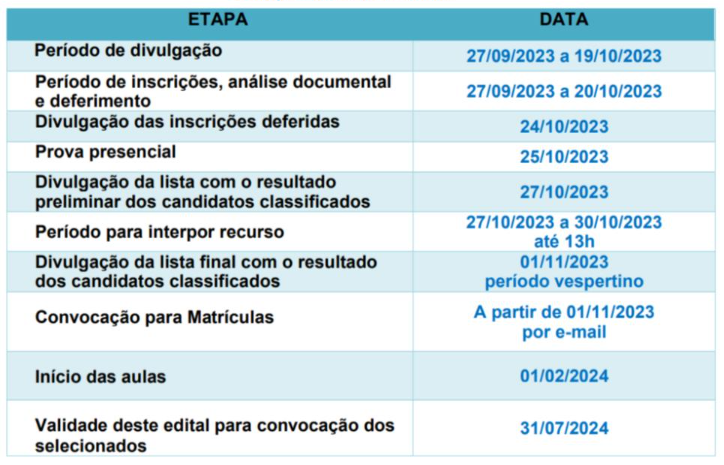 ETAPA DATA
Período de divulgação 27/09/2023 a 19/10/2023
Período de inscrições, análise documental
e deferimento 27/09/2023 a 20/10/2023
Divulgação das inscrições deferidas 24/10/2023
Prova presencial 25/10/2023
Divulgação da lista com o resultado
preliminar dos candidatos classificados 27/10/2023
Período para interpor recurso 27/10/2023 a 30/10/2023
até 13h
Divulgação da lista final com o resultado
dos candidatos classificados 01/11/2023
período vespertino
Convocação para Matrículas A partir de 01/11/2023
por e-mail
Início das aulas 01/02/2024
Validade deste edital para convocação dos
selecionados 31/07/2024